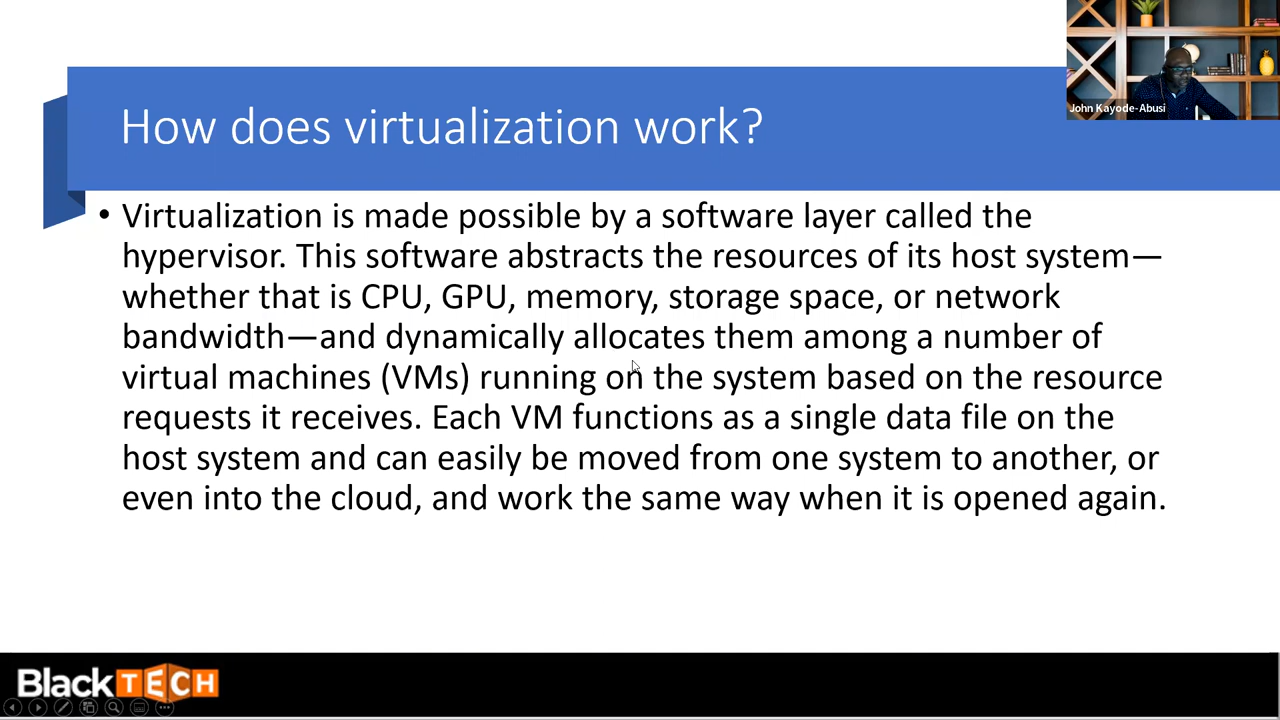 John Kayode-Abusi
How does virtualization work?
• Virtualization is made possible by a software layer called the
hypervisor. This software abstracts the resources of its host system—
whether that is CPU, GPU, memory, storage space, or network
bandwidth—and dynamically allocates them among a number of
virtual machines (VMs) running on the system based on the resource
requests it receives. Each VM functions as a single data file on the
host system and can easily be moved from one system to another, or
even into the cloud, and work the same way when it is opened again.
BlackTECH